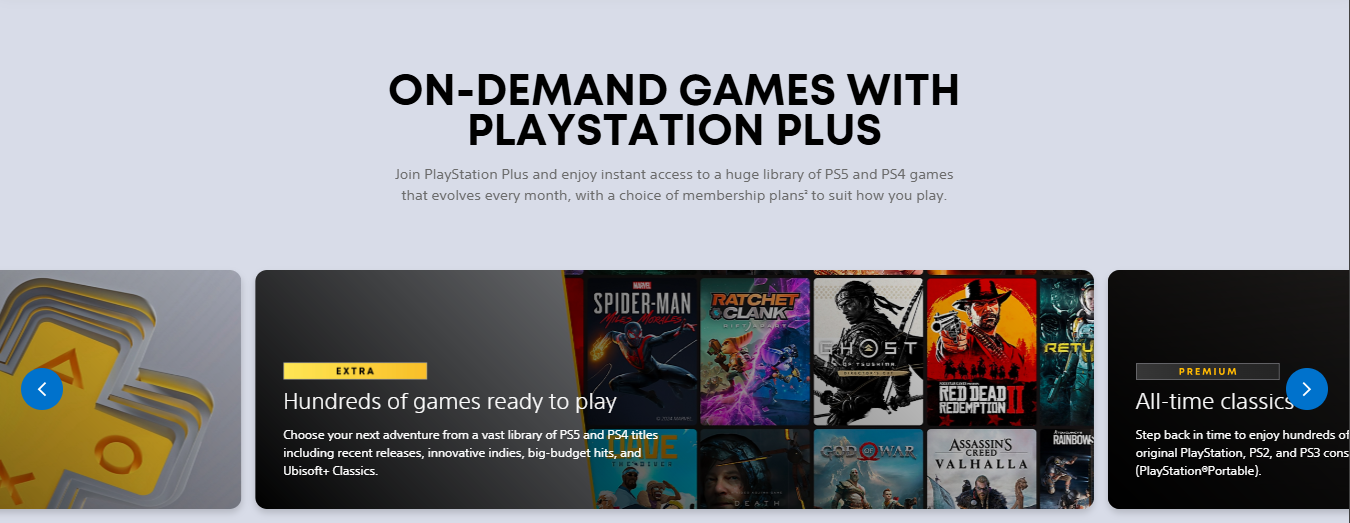 ON-DEMAND GAMES WITH
PLAYSTATION PLUS
Join PlayStation Plus and enjoy instant access to a huge library of PS5 and PS4 games
that evolves every month, with a choice of membership plans² to suit how you play.
EXTRA
Hundreds of games ready to play
Choose your next adventure from a vast library of PS5 and PS4 titles
including recent releases, innovative indies, big-budget hits, and
Ubisoft+ Classics.
MARVEL
SPIDER-MAN
MILES MORALES
RATCHET
CLANK
RIFT APART
GHOST
OF TSUSHIMA
DIRECTOR'S CUT
RED DEAD
REDEMPTION II
RETU
DAVE
THE DIVER
DEATH
GOD OF WAR
ASSASSIN'S
CREED
VALHALLA
RAINBOW
PREMIUM
All-time classics
Step back in time to enjoy hundreds of
original PlayStation, PS2, and PS3 cons
(PlayStation®Portable).